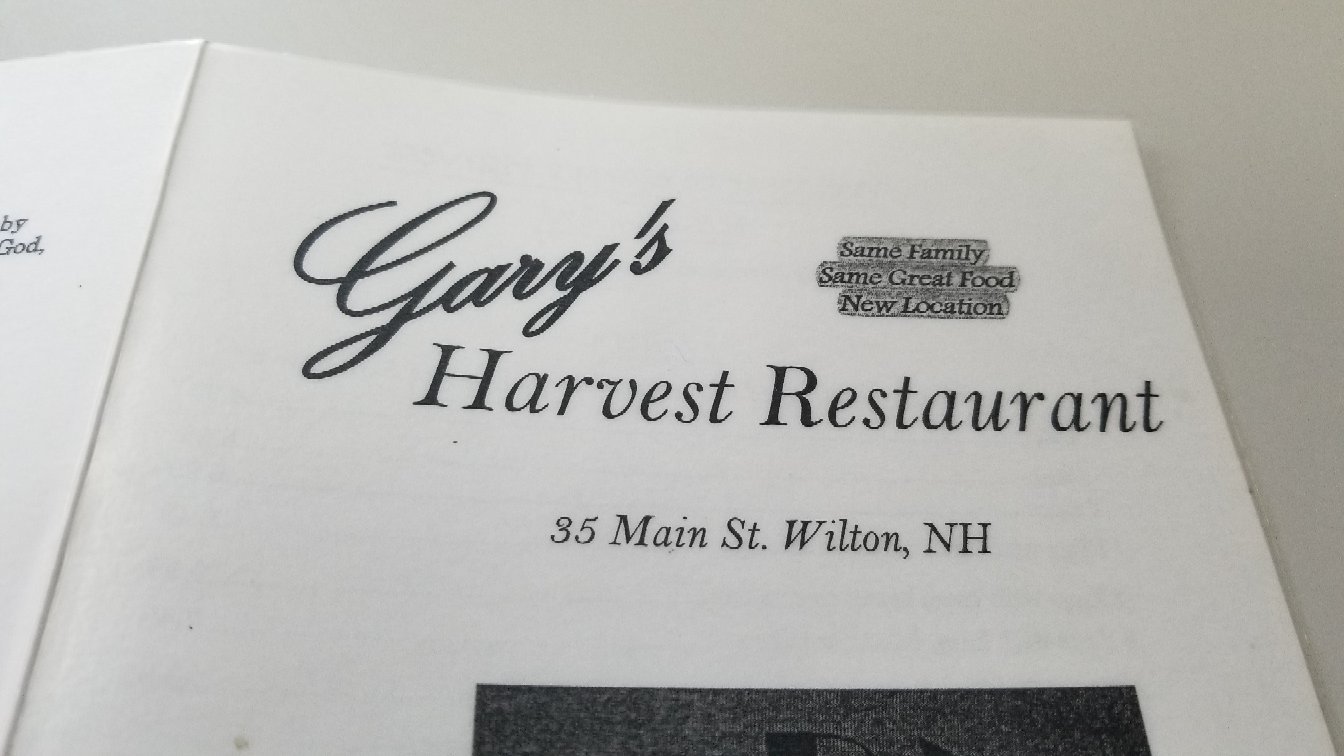 by
God,
Gary's
Same Family
Same Great Food
New Location
Harvest Restaurant
35 Main St. Wilton, NH